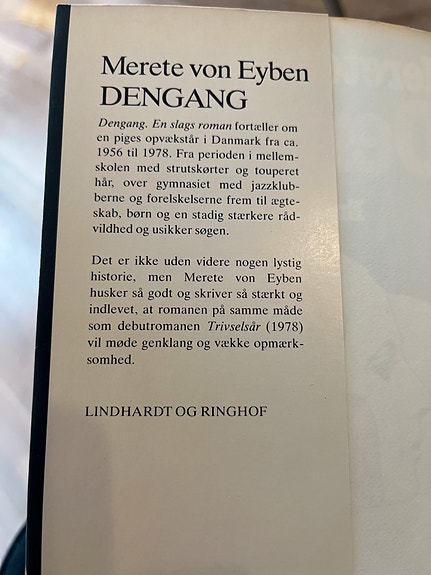 Merete von Eyben
DENGANG
Dengang. En slags roman fortæller om
en piges opvækstår i Danmark fra ca.
1956 til 1978. Fra perioden i mellem-
skolen med strutskørter og touperet
hår, over gymnasiet med jazzklub-
berne og forelskelserne frem til ægte-
skab, børn og en stadig stærkere råd-
vildhed og usikker søgen.
Det er ikke uden videre nogen lystig
historie, men Merete von Eyben
husker så godt og skriver så stærkt og
indlevet, at romanen på samme måde
som debutromanen Trivselsår (1978)
vil møde genklang og vække opmærk-
somhed.
LINDHARDT OG RINGHOF